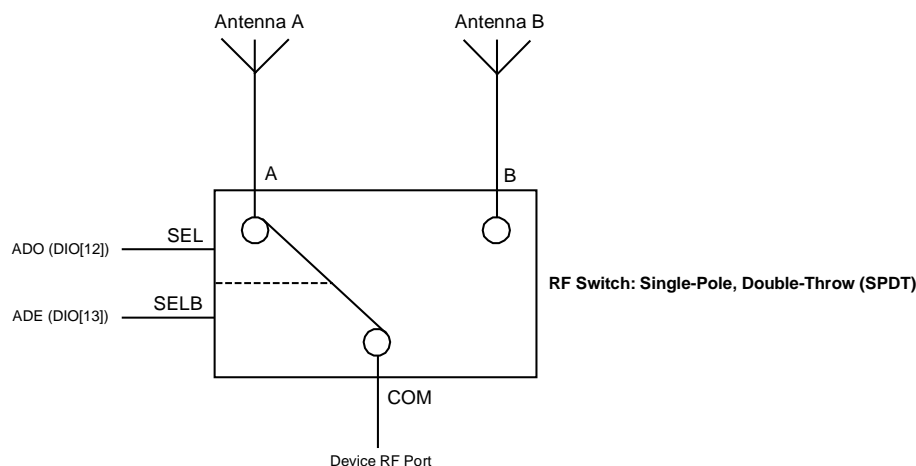 Antenna A
Antenna B
A
B
SEL
ADO (DIO[12])
RF Switch: Single-Pole, Double-Throw (SPDT)
SELB
ADE (DIO[13])
COM
Device RF Port